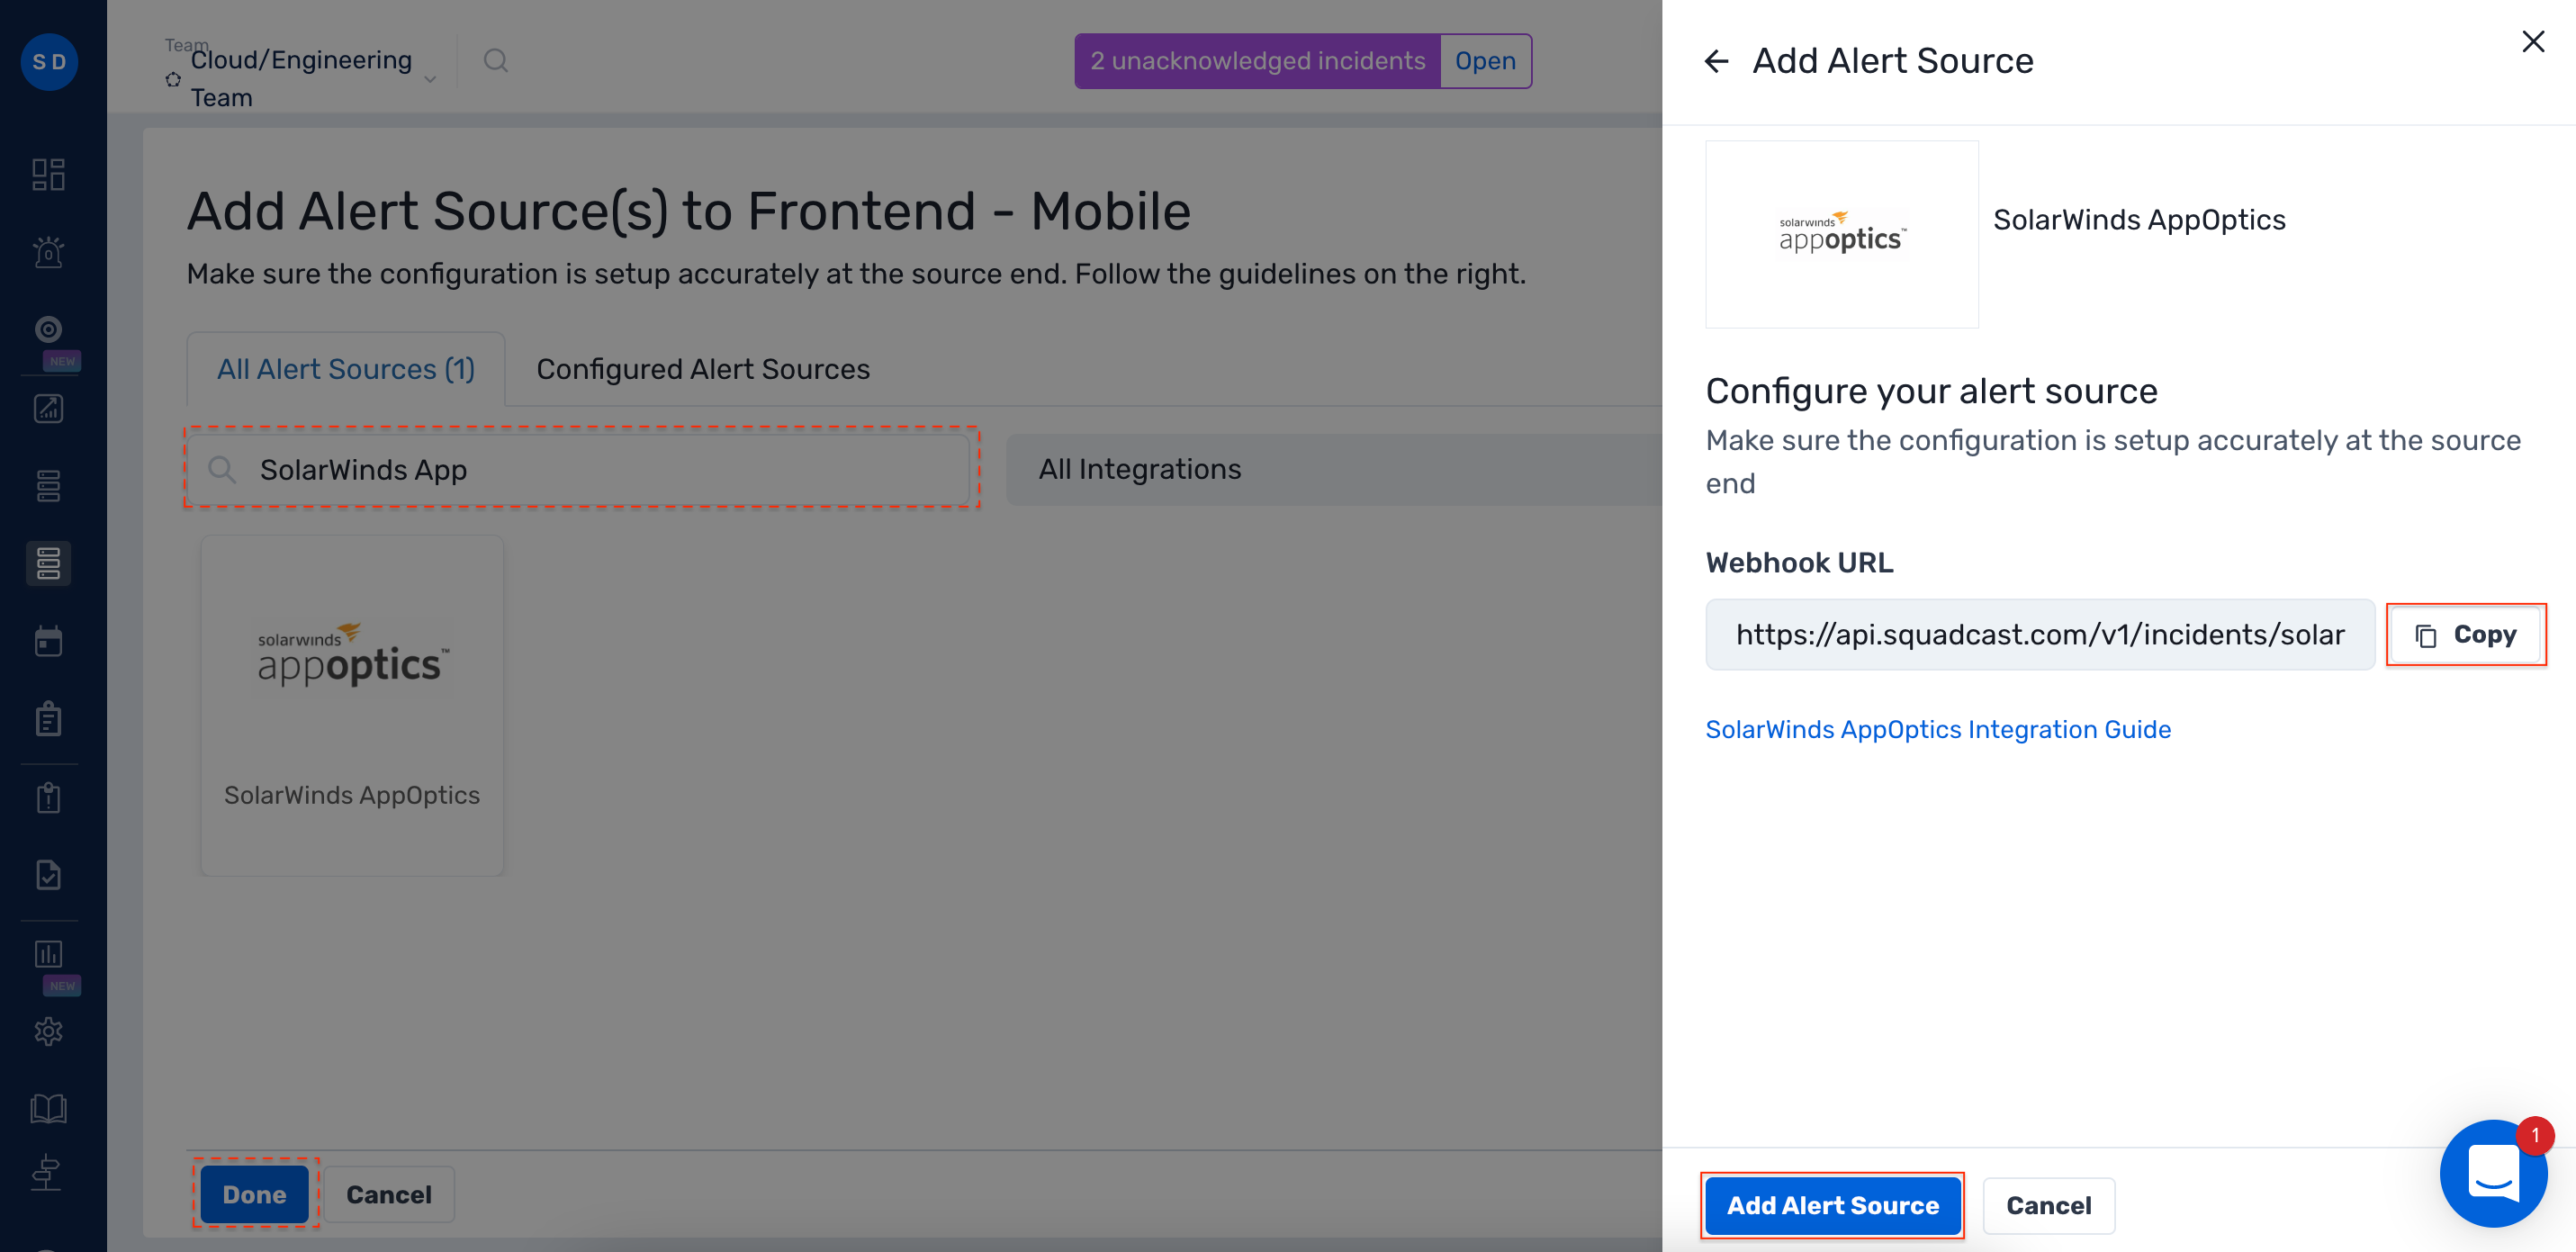 S D
Team
Cloud/Engineering
Team
2 unacknowledged incidents
Open
Add Alert Source(s) to Frontend - Mobile
Make sure the configuration is setup accurately at the source end. Follow the guidelines on the right.
All Alert Sources (1)
Configured Alert Sources
SolarWinds App
All Integrations
solarwinds
appoptics™
SolarWinds AppOptics
Done
Cancel
0
NEW
NEW
Add Alert Source
solarwinds
appoptics™
SolarWinds AppOptics
Configure your alert source
Make sure the configuration is setup accurately at the source
end
Webhook URL
https://api.squadcast.com/v1/incidents/solar
Copy
SolarWinds AppOptics Integration Guide
Add Alert Source
Cancel
1